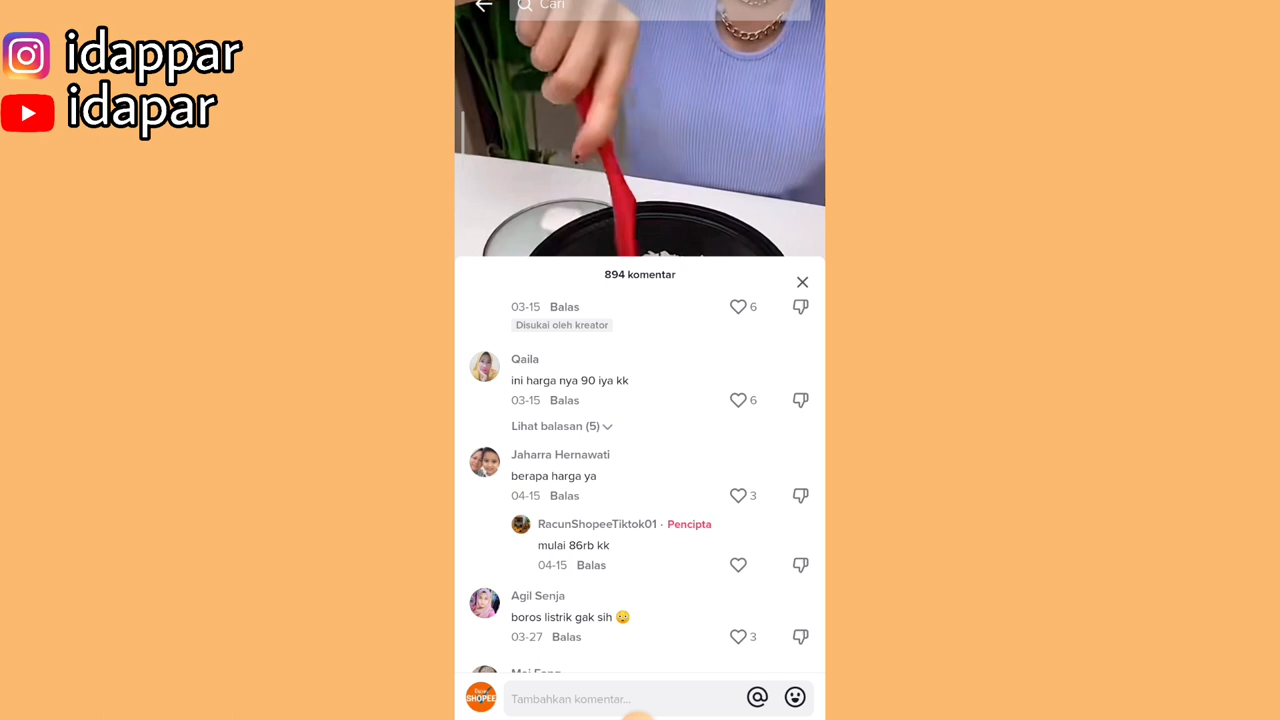 idappar
idapar
Cari
894 komentar
03-15 Balas 6
Disukai oleh kreator
Qaila
ini harga nya 90 iya kk
03-15 Balas 6
Lihat balasan (5)
Jaharra Hernawati
berapa harga ya
04-15 Balas 3
RacunShopeeTiktok01 · Pencipta
mulai 86rb kk
04-15 Balas
Agil Senja
boros listrik gak sih 😳
03-27 Balas 3
SHOPEE
Tambahkan komentar...